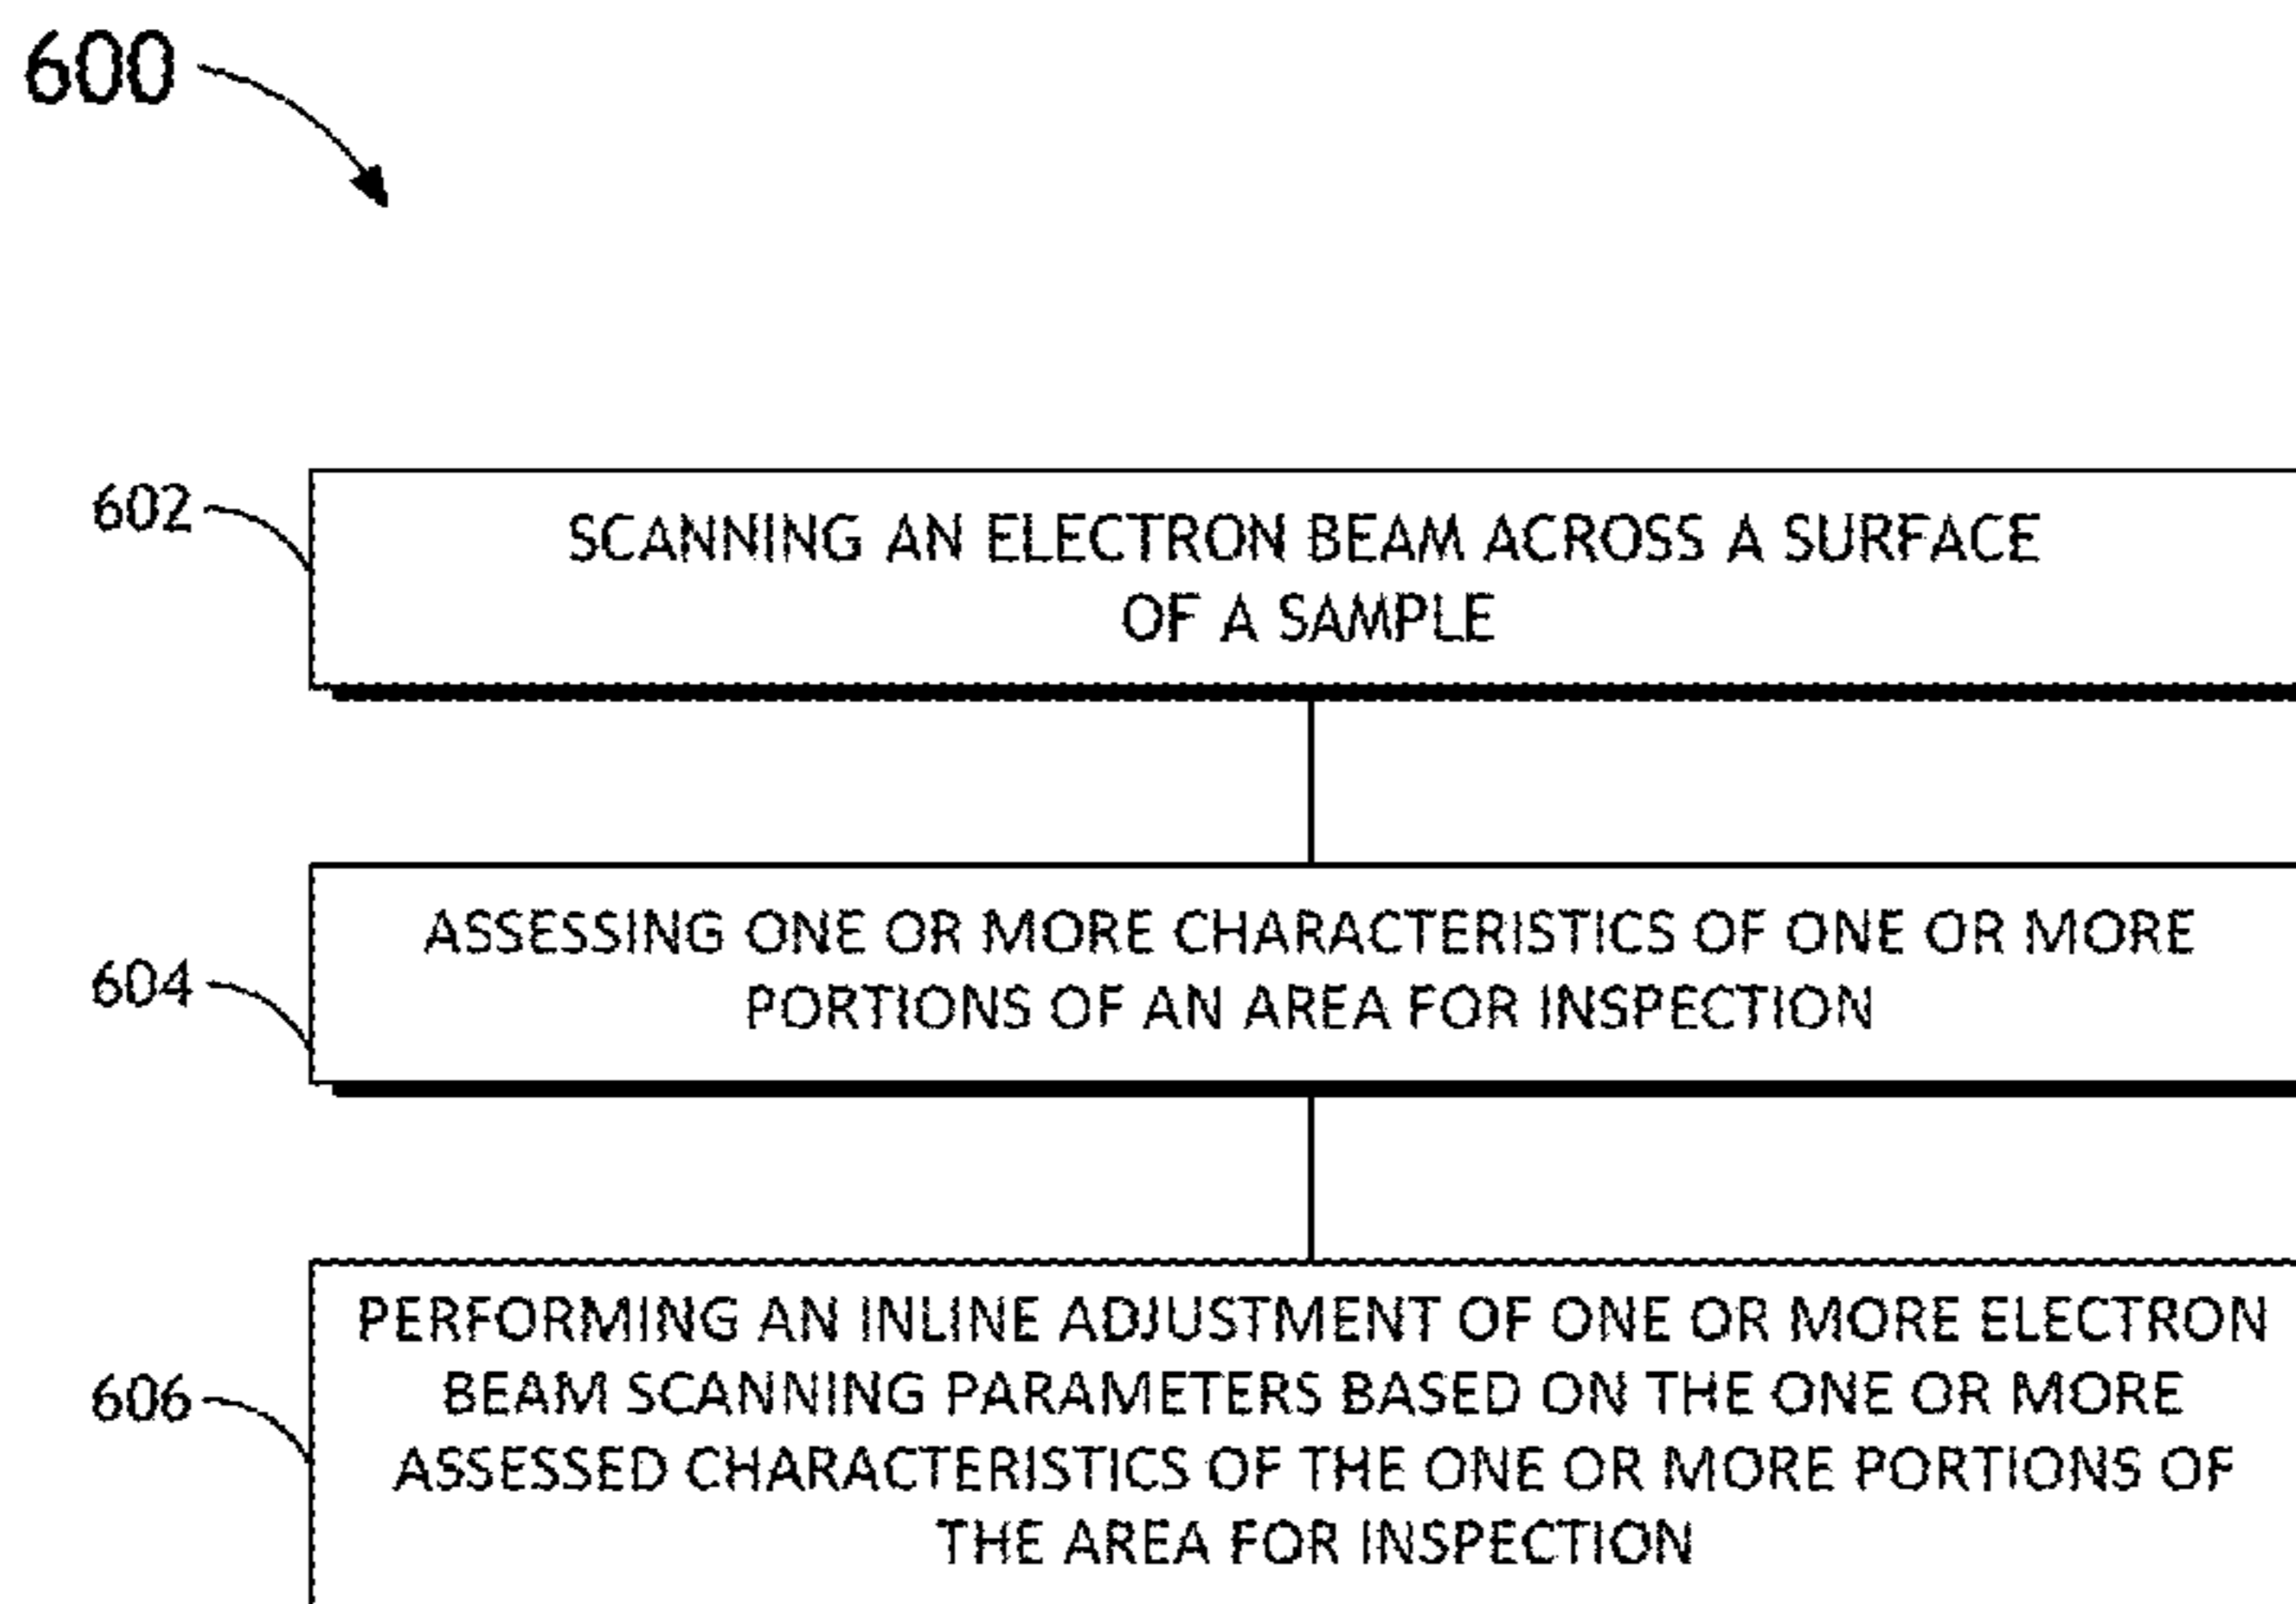 600
602
SCANNING AN ELECTRON BEAM ACROSS A SURFACE
OF A SAMPLE
604
ASSESSING ONE OR MORE CHARACTERISTICS OF ONE OR MORE
PORTIONS OF AN AREA FOR INSPECTION
606
PERFORMING AN INLINE ADJUSTMENT OF ONE OR MORE ELECTRON
BEAM SCANNING PARAMETERS BASED ON THE ONE OR MORE
ASSESSED CHARACTERISTICS OF THE ONE OR MORE PORTIONS OF
THE AREA FOR INSPECTION